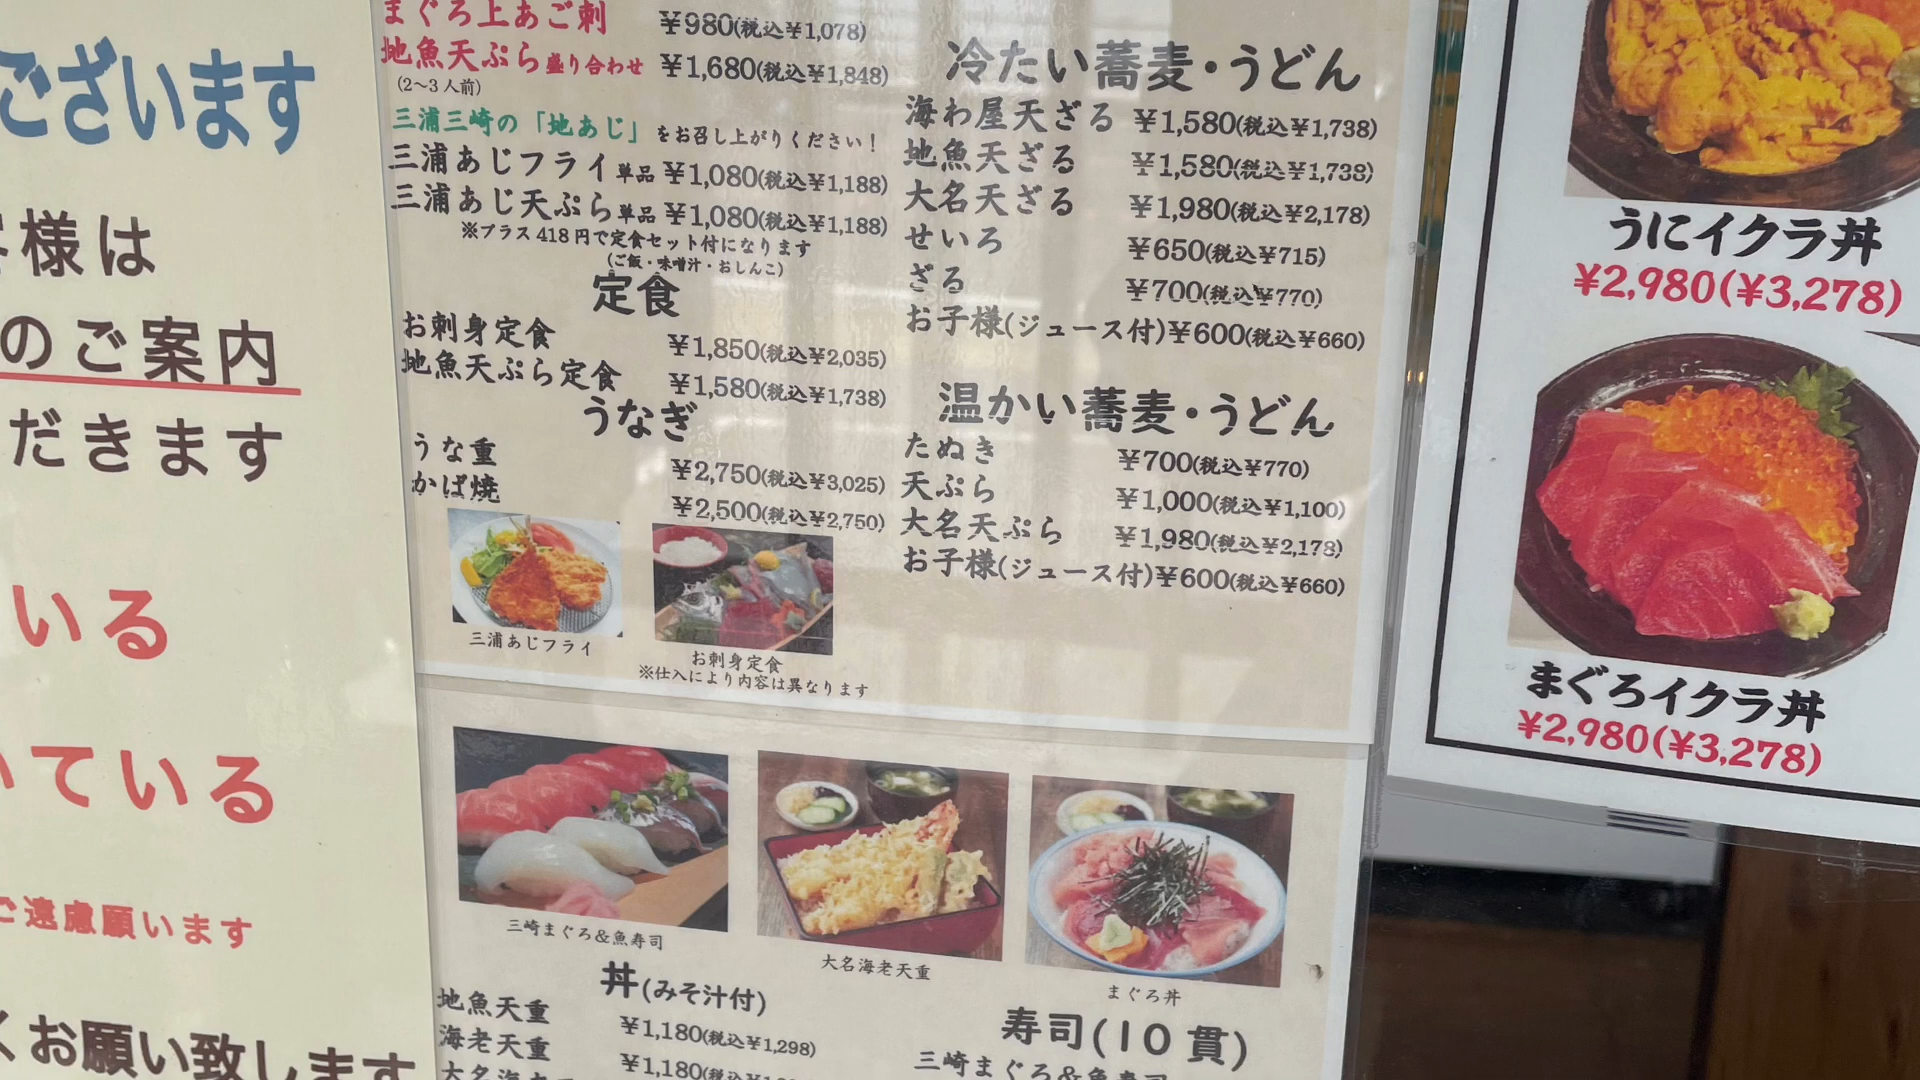 ございます
様は
のご案内
だきます
いる
ている
ご遠慮願います
くお願い致します
まぐろ上あご刺 ¥980(税込¥1,078)
地魚天ぷら盛り合わせ ¥1,680(税込¥1,848)
(2〜3人前)
三浦三崎の「地あじ」をお召し上がりください！
三浦あじフライ単品 ¥1,080(税込¥1,188)
三浦あじ天ぷら単品 ¥1,080(税込¥1,188)
※プラス418円で定食セット付になります
(ご飯・味噌汁・おしんこ)
定食
お刺身定食 ¥1,850(税込¥2,035)
地魚天ぷら定食 ¥1,580(税込¥1,738)
うなぎ
うな重 ¥2,750(税込¥3,025)
かば焼 ¥2,500(税込¥2,750)
三浦あじフライ
お刺身定食
※仕入により内容は異なります
冷たい蕎麦・うどん
海わ屋天ざる ¥1,580(税込¥1,738)
地魚天ざる ¥1,580(税込¥1,738)
大名天ざる ¥1,980(税込¥2,178)
せいろ ¥650(税込¥715)
ざる ¥700(税込¥770)
お子様(ジュース付)¥600(税込¥660)
温かい蕎麦・うどん
たぬき ¥700(税込¥770)
天ぷら ¥1,000(税込¥1,100)
大名天ぷら ¥1,980(税込¥2,178)
お子様(ジュース付)¥600(税込¥660)
三崎まぐろ&魚寿司
大名海老天重
まぐろ丼
丼(みそ汁付)
地魚天重 ¥1,180(税込¥1,298)
海老天重 ¥1,180(税込
大名海老
寿司(10貫)
三崎まぐろ&魚寿司
うにイクラ丼
¥2,980(¥3,278)
まぐろイクラ丼
¥2,980(¥3,278)